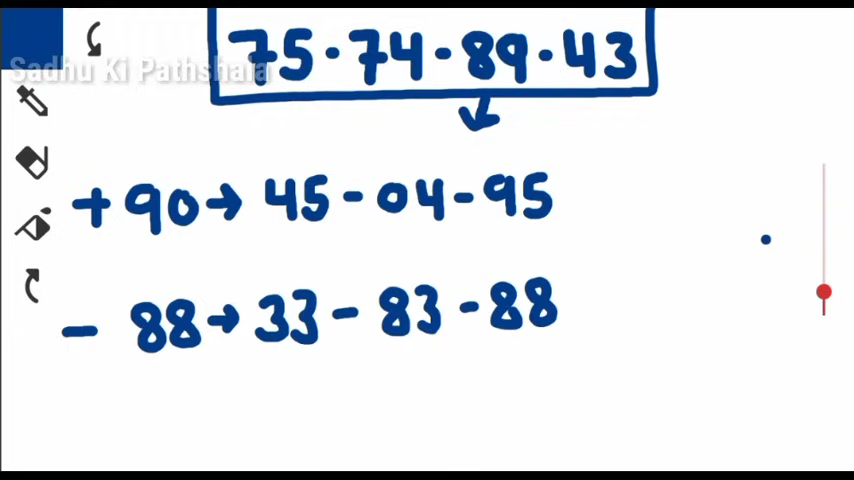 75·74·89·43
Sadhu Ki Pathshala
+ 90 → 45 - 04 - 95
- 88 → 33 - 83 - 88